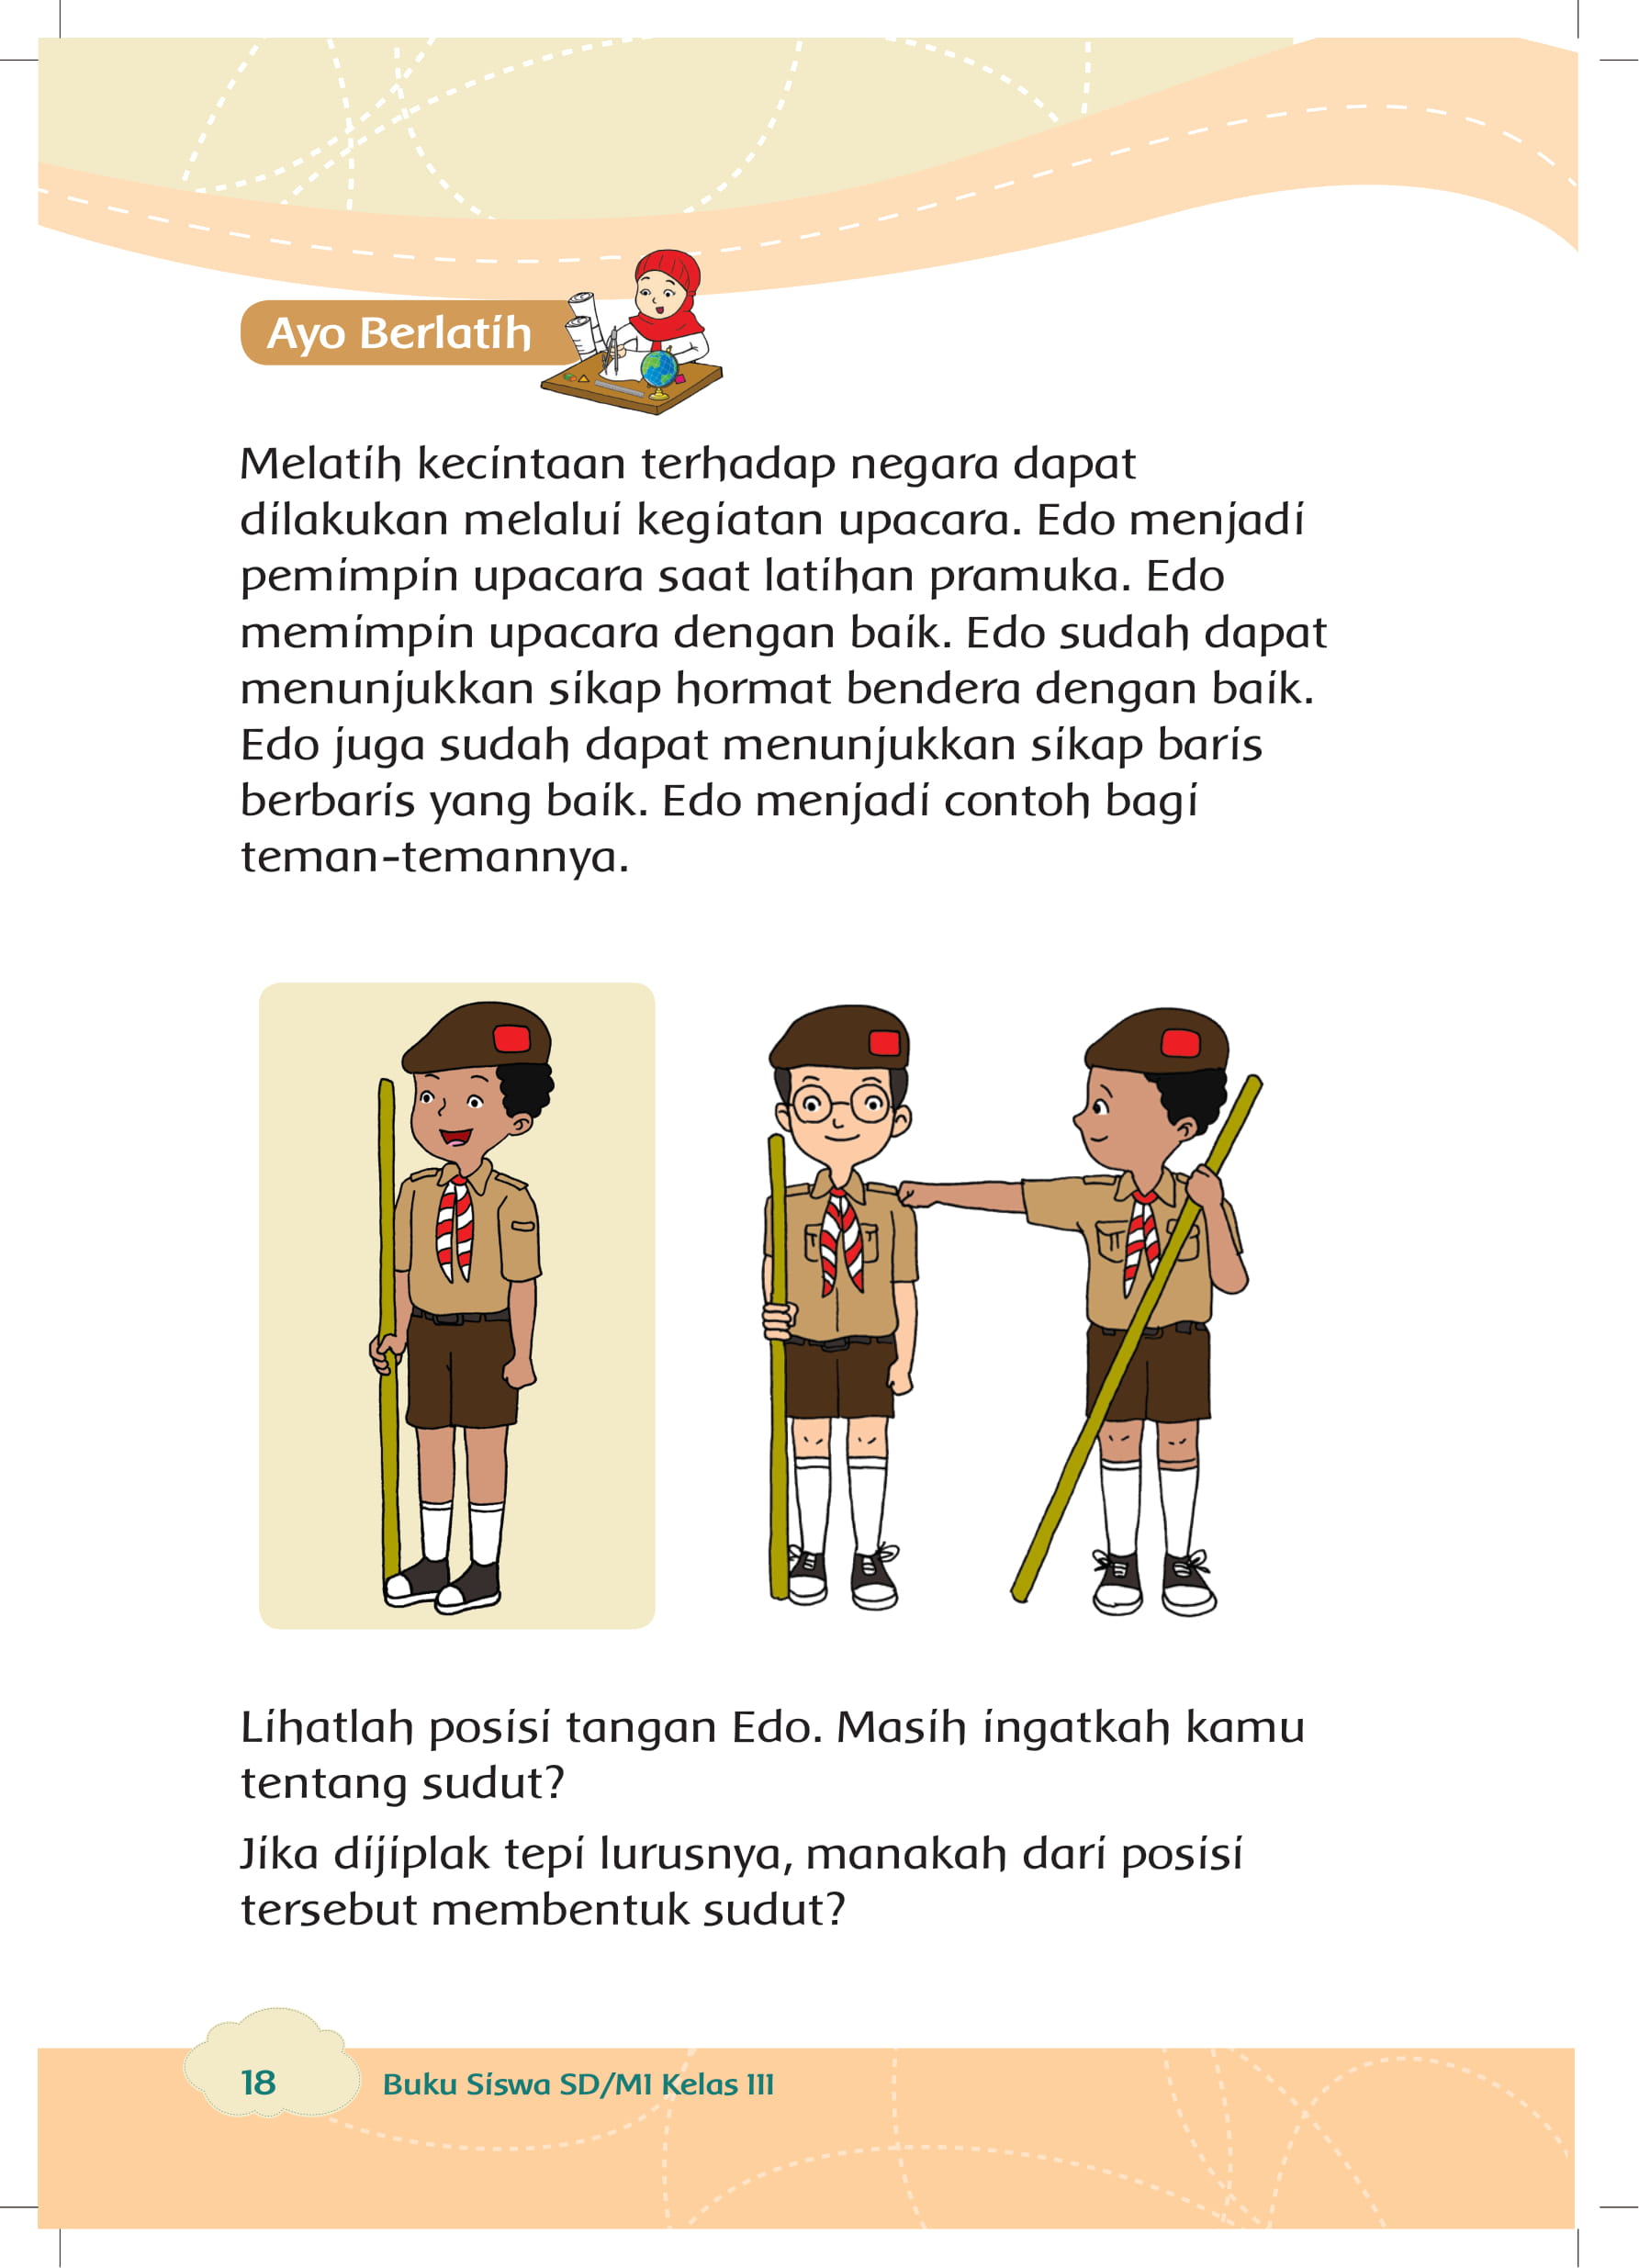 Ayo Berlatih
Melatih kecintaan terhadap negara dapat
dilakukan melalui kegiatan upacara. Edo menjadi
pemimpin upacara saat latihan pramuka. Edo
memimpin upacara dengan baik. Edo sudah dapat
menunjukkan sikap hormat bendera dengan baik.
Edo juga sudah dapat menunjukkan sikap baris
berbaris yang baik. Edo menjadi contoh bagi
teman-temannya.
Lihatlah posisi tangan Edo. Masih ingatkah kamu
tentang sudut?
Jika dijiplak tepi lurusnya, manakah dari posisi
tersebut membentuk sudut?
18
Buku Siswa SD/MI Kelas III